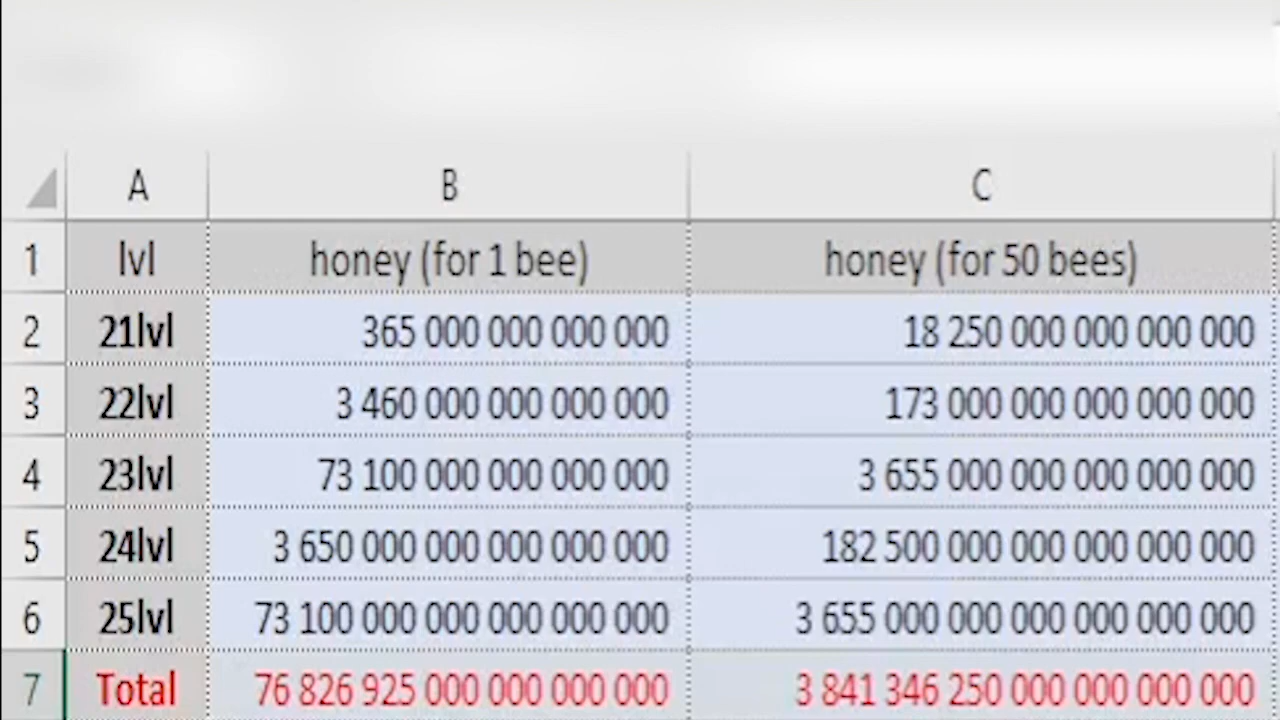 A B C
1 lvl honey (for 1 bee) honey (for 50 bees)
2 21lvl 365 000 000 000 000 18 250 000 000 000 000
3 22lvl 3 460 000 000 000 000 173 000 000 000 000 000
4 23lvl 73 100 000 000 000 000 3 655 000 000 000 000 000
5 24lvl 3 650 000 000 000 000 000 182 500 000 000 000 000 000
6 25lvl 73 100 000 000 000 000 000 3 655 000 000 000 000 000 000
7 Total 76 826 925 000 000 000 000 3 841 346 250 000 000 000 000